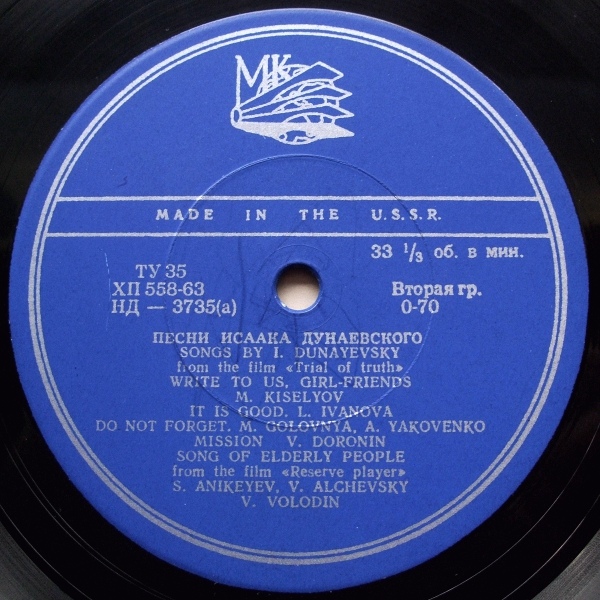 МК
MADE IN THE U.S.S.R.
33 ⅓ об. в мин.
ТУ 35
ХП 558-63
НД — 3735(а)
Вторая гр.
0-70
ПЕСНИ ИСААКА ДУНАЕВСКОГО
SONGS BY I. DUNAYEVSKY
from the film «Trial of truth»
WRITE TO US, GIRL-FRIENDS
M. KISELYOV
IT IS GOOD. L. IVANOVA
DO NOT FORGET. M. GOLOVNYA, A. YAKOVENKO
MISSION V. DORONIN
SONG OF ELDERLY PEOPLE
from the film «Reserve player»
S. ANIKEYEV, V. ALCHEVSKY
V. VOLODIN